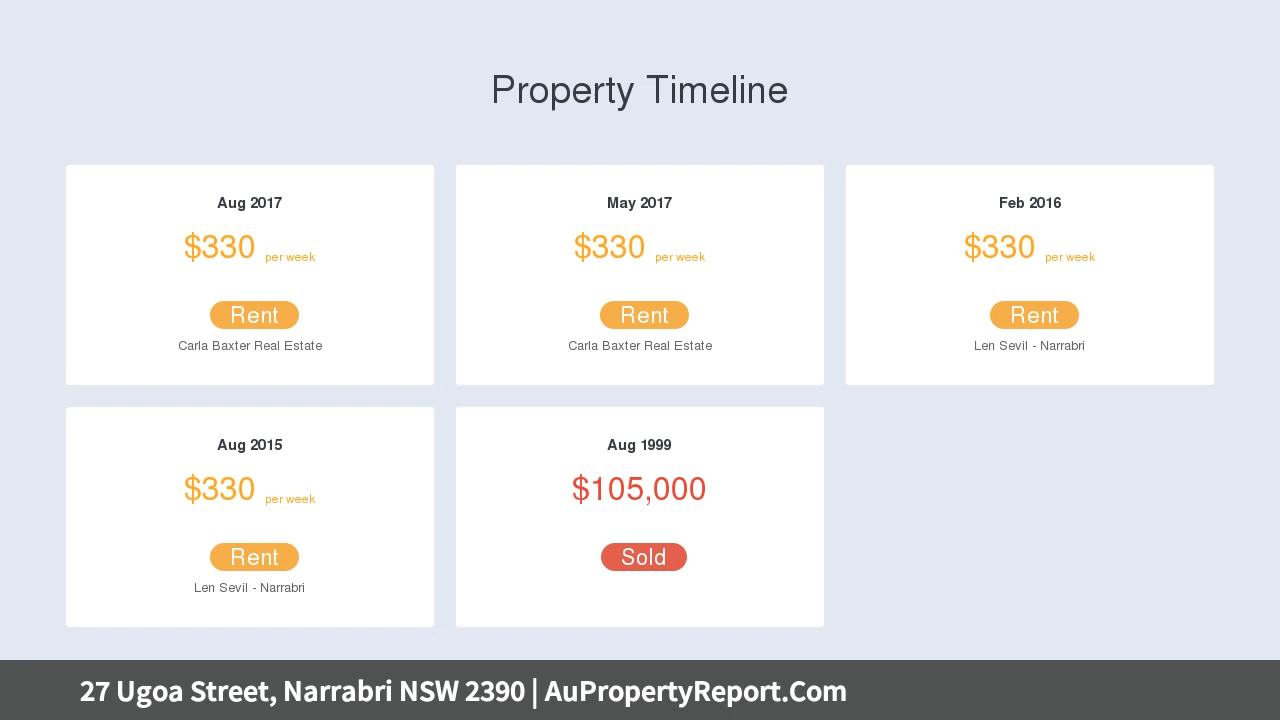 Property Timeline
Aug 2017
$330 per week
Rent
Carla Baxter Real Estate
May 2017
$330 per week
Rent
Carla Baxter Real Estate
Feb 2016
$330 per week
Rent
Len Sevil - Narrabri
Aug 2015
$330 per week
Rent
Len Sevil - Narrabri
Aug 1999
$105,000
Sold
27 Ugoa Street, Narrabri NSW 2390 | AuPropertyReport.Com